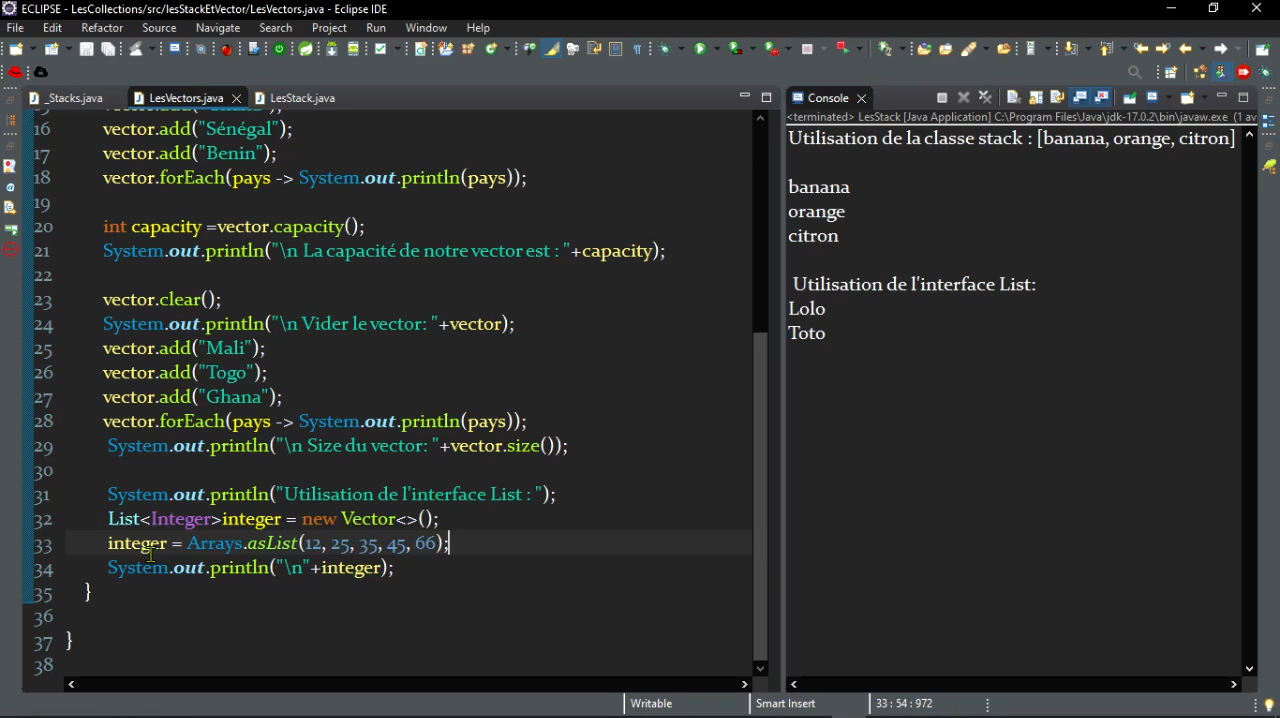 ECLIPSE - LesCollections/src/lesStackEtVector/LesVectors.java - Eclipse IDE
File Edit Refactor Source Navigate Search Project Run Window Help
_Stacks.java LesVectors.java LesStack.java
16 vector.add("Sénégal");
17 vector.add("Benin");
18 vector.forEach(pays -> System.out.println(pays));
19
20 int capacity =vector.capacity();
21 System.out.println("\n La capacité de notre vector est : "+capacity);
22
23 vector.clear();
24 System.out.println("\n Vider le vector: "+vector);
25 vector.add("Mali");
26 vector.add("Togo");
27 vector.add("Ghana");
28 vector.forEach(pays -> System.out.println(pays));
29 System.out.println("\n Size du vector: "+vector.size());
30
31 System.out.println("Utilisation de l'interface List : ");
32 List<Integer>integer = new Vector<>();
33 integer = Arrays.asList(12, 25, 35, 45, 66);
34 System.out.println("\n"+integer);
35 }
36
37 }
38
Console
<terminated> LesStack [Java Application] C:\Program Files\Java\jdk-17.0.2\bin\javaw.exe (1 av
Utilisation de la classe stack : [banana, orange, citron]
banana
orange
citron
Utilisation de l'interface List:
Lolo
Toto
Writable Smart Insert 33 : 54 : 972